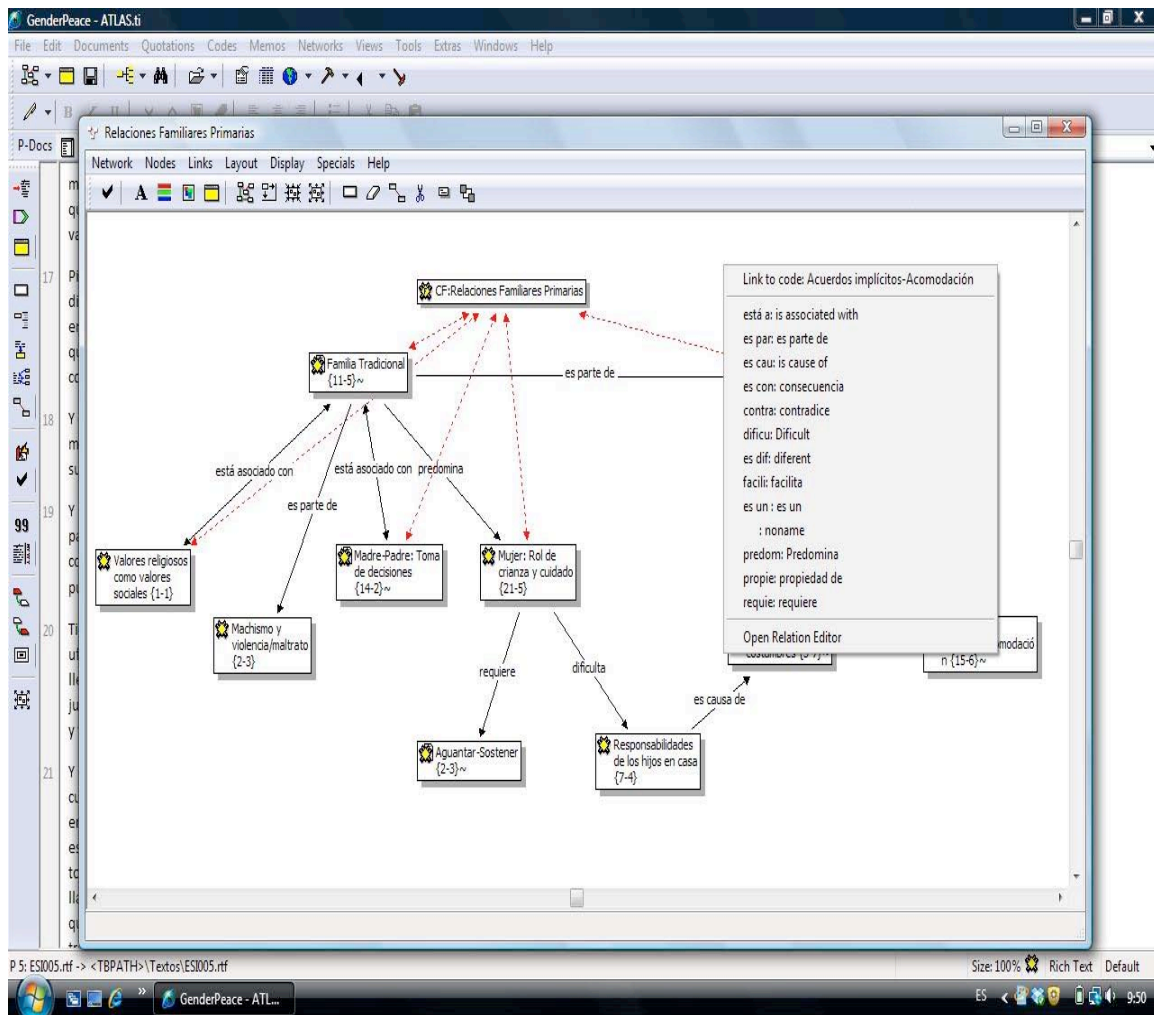 GenderPeace - ATLAS.ti
File Edit Documents Quotations Codes Memos Networks Views Tools Extras Windows Help
P-Docs
Relaciones Familiares Primarias
Network Nodes Links Layout Display Specials Help
A
17
18
19
20
21
99
CF:Relaciones Familiares Primarias
Familia Tradicional
{11-5}~
es parte de
está asociado con
está asociado con
predomina
es parte de
Valores religiosos
como valores
sociales {1-1}
Madre-Padre: Toma
de decisiones
{14-2}~
Mujer: Rol de
crianza y cuidado
{21-5}
Machismo y
violencia/maltrato
{2-3}
requiere
dificulta
es causa de
Aguantar-Sostener
{2-3}~
Responsabilidades
de los hijos en casa
{7-4}
n {15-6}~
Link to code: Acuerdos implícitos-Acomodación
está a: is associated with
es par: es parte de
es cau: is cause of
es con: consecuencia
contra: contradice
dificu: Dificult
es dif: diferent
facili: facilita
es un : es un
: noname
predom: Predomina
propie: propiedad de
requie: requiere
Open Relation Editor
P 5: ESI005.rtf -> <TBPATH>\Textos\ESI005.rtf
Size: 100% Rich Text Default
GenderPeace - ATL...
ES
9:50